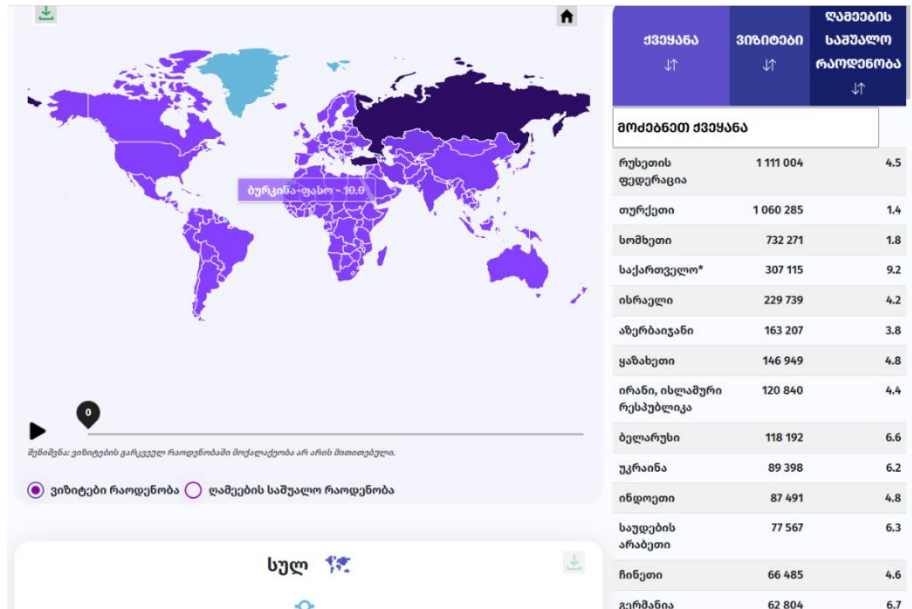 ბურკინა-ფასო - 10.0
0
შენიშვნა: ვიზიტების გარკვეულ რაოდენობაში მოქალაქეობა არ არის მითითებული.
ვიზიტები რაოდენობა ღამეების საშუალო რაოდენობა
სულ
ქვეყანა ვიზიტები ღამეების
საშუალო
რაოდენობა
მოძებნეთ ქვეყანა
რუსეთის 1 111 004 4.5
ფედერაცია
თურქეთი 1 060 285 1.4
სომხეთი 732 271 1.8
საქართველო* 307 115 9.2
ისრაელი 229 739 4.2
აზერბაიჯანი 163 207 3.8
ყაზახეთი 146 949 4.8
ირანი, ისლამური 120 840 4.4
რესპუბლიკა
ბელარუსი 118 192 6.6
უკრაინა 89 398 6.2
ინდოეთი 87 491 4.8
საუდების 77 567 6.3
არაბეთი
ჩინეთი 66 485 4.6
გერმანია 62 804 6.7